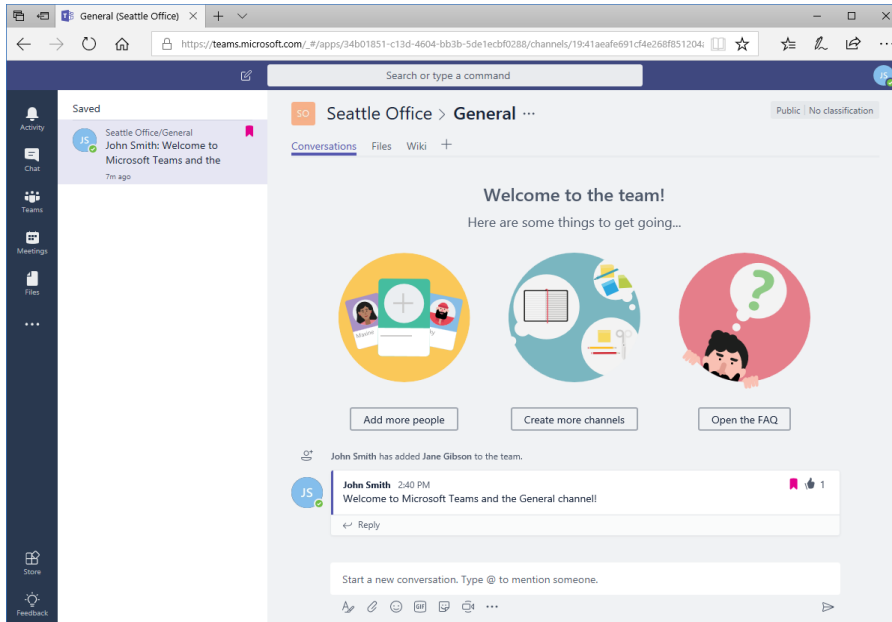 General (Seattle Office)
https://teams.microsoft.com/_#/apps/34b01851-c13d-4604-bb3b-5de1ecbf0288/channels/19:41aeafe691cf4e268f851204
Search or type a command
JS
Activity
Chat
Teams
Meetings
Files
Store
Feedback
Saved
JS
Seattle Office/General
John Smith: Welcome to
Microsoft Teams and the
7m ago
SO
Seattle Office > General ...
Public | No classification
Conversations Files Wiki +
Welcome to the team!
Here are some things to get going...
Maxine
Add more people
Create more channels
Open the FAQ
John Smith has added Jane Gibson to the team.
JS
John Smith 2:40 PM
1
Welcome to Microsoft Teams and the General channel!
Reply
Start a new conversation. Type @ to mention someone.
GIF